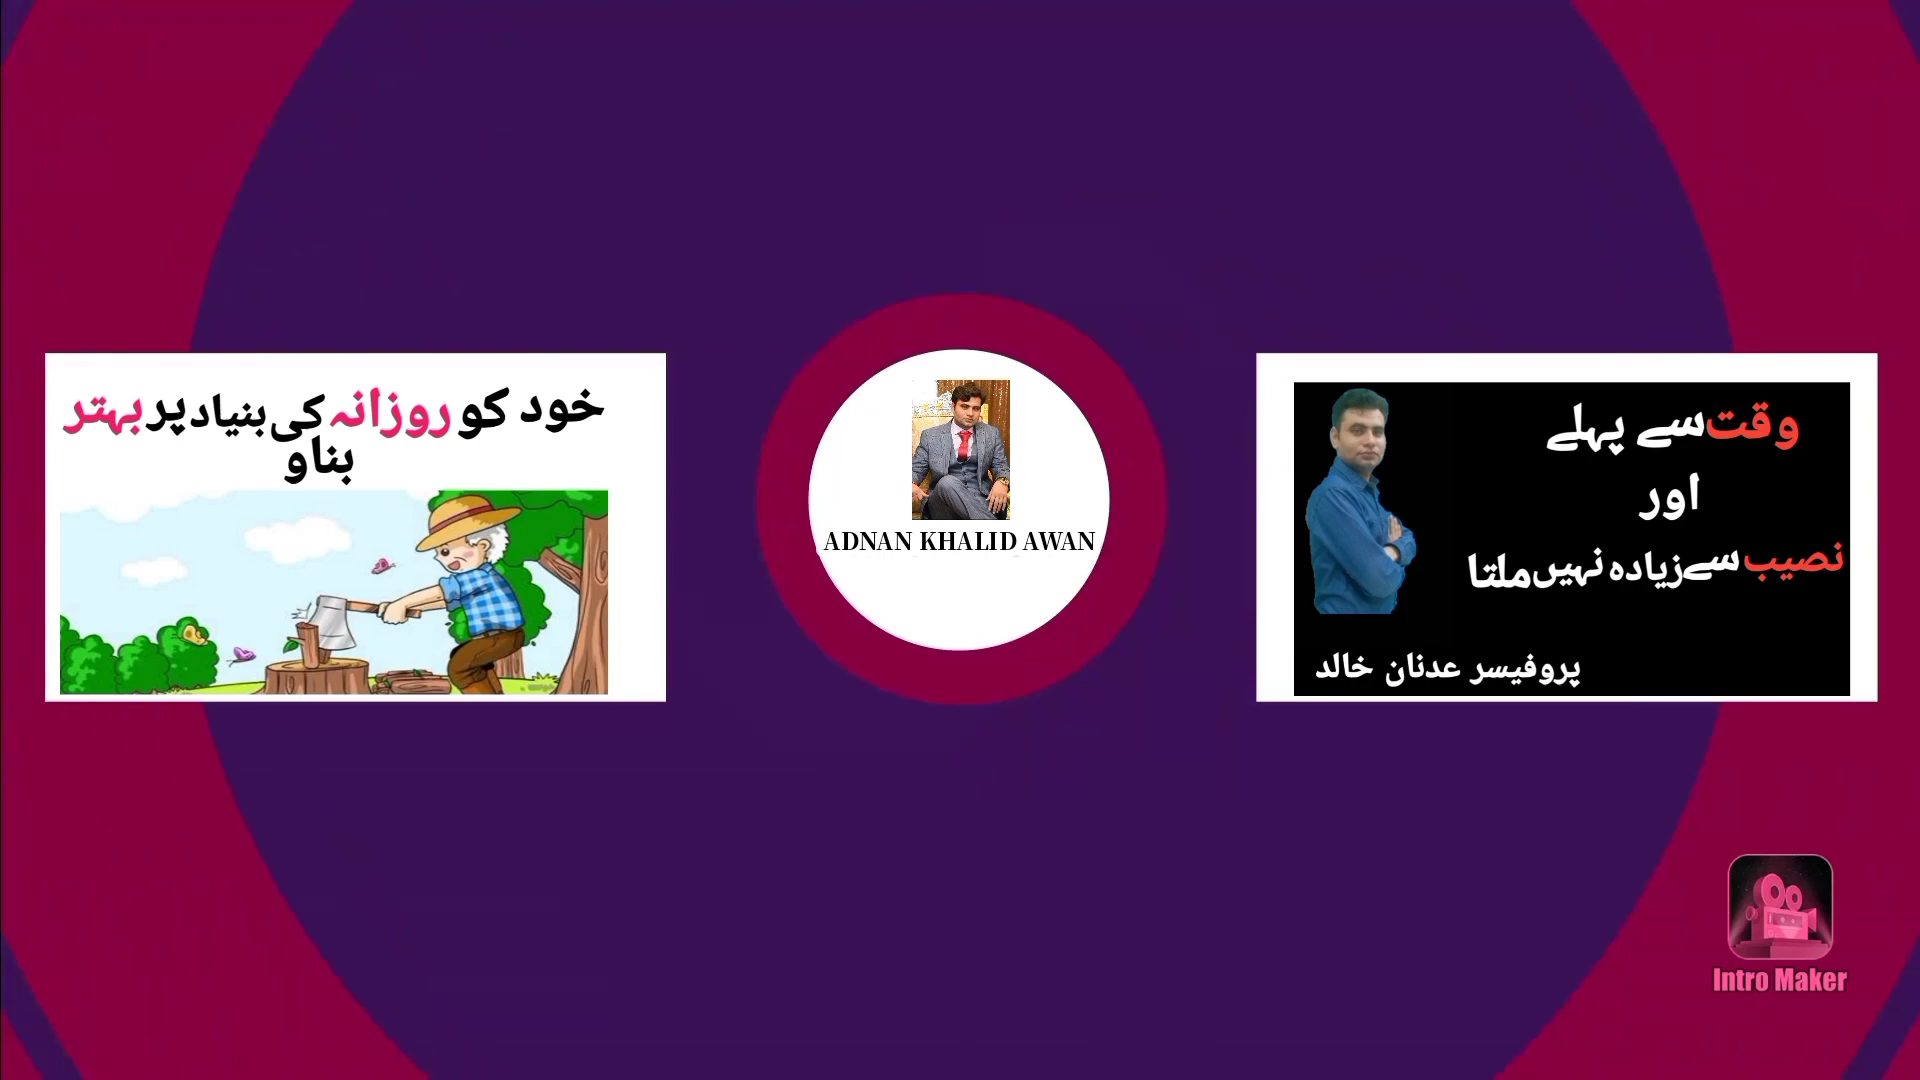 خود کو روزانہ کی بنیاد پر بہتر
بناو
ADNAN KHALID AWAN
وقت سے پہلے
اور
نصیب سے زیادہ نہیں ملتا
پروفیسر عدنان خالد
Intro Maker